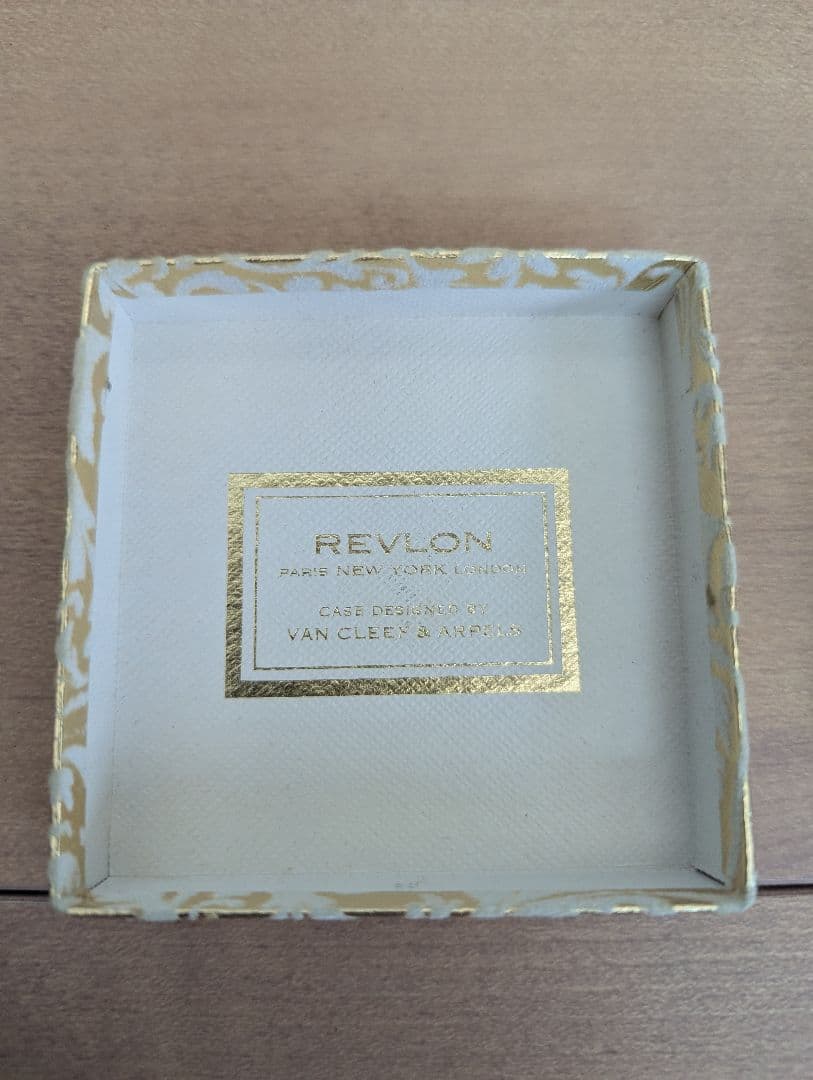 REVLON
PARIS NEW YORK LONDON
CASE DESIGNED BY
VAN CLEEF & ARPELS